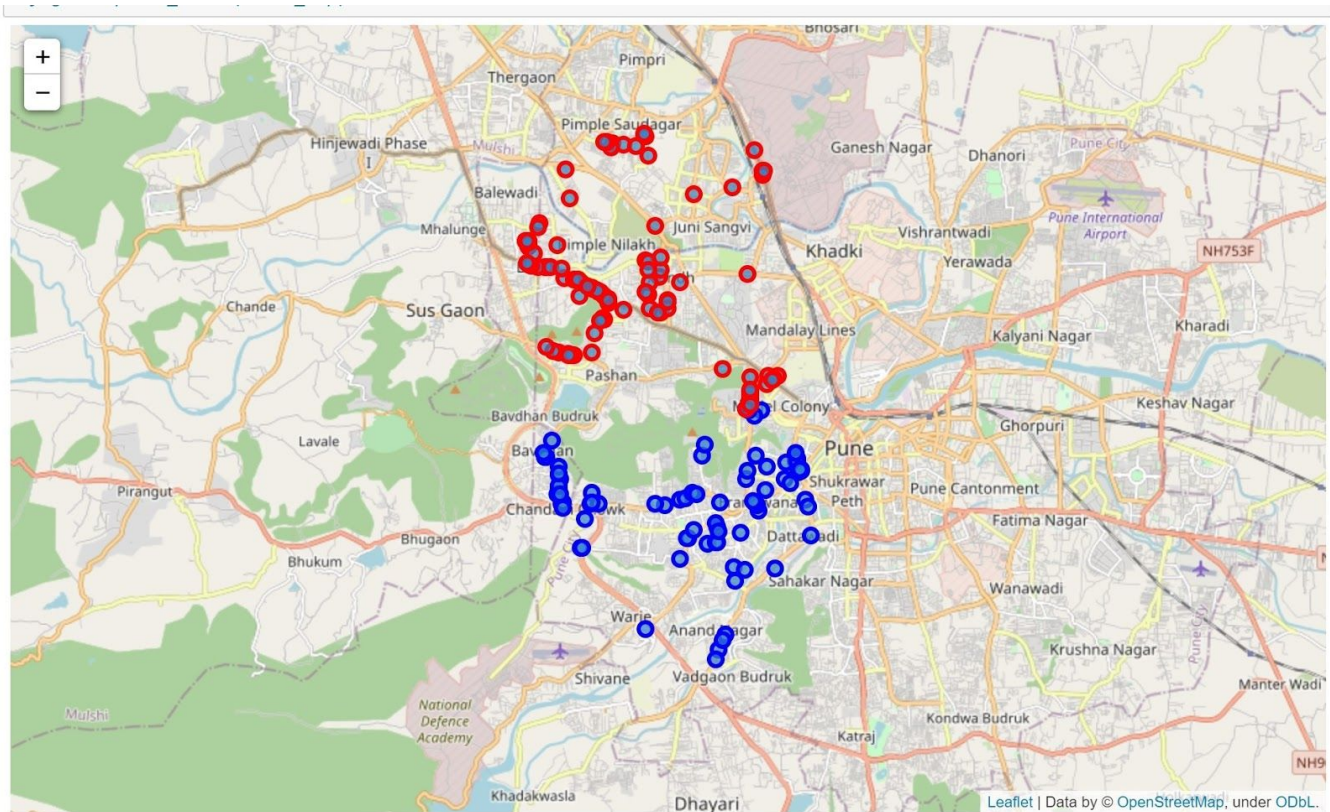 +
−
Bhosari
Pimpri
Thergaon
Pimple Saudagar
Hinjewadi Phase
I
Mulshi
Ganesh Nagar
Dhanori
Pune City
Balewadi
Pune International
Airport
Mhalunge
Pimple Nilakh
Juni Sangvi
Vishrantwadi
Khadki
NH753F
Yerawada
Chande
Sus Gaon
Mandalay Lines
Kharadi
Kalyani Nagar
Pashan
Colony
Keshav Nagar
Bavdhan Budruk
Ghorpuri
Lavale
Pune
Pirangut
Shukrawar
Peth
Pune Cantonment
Fatima Nagar
Bhugaon
Bhukum
Sahakar Nagar
Wanawadi
Warje
Anand Nagar
Pune City
Krushna Nagar
Shivane
Vadgaon Budruk
Manter Wadi
Mulshi
National
Defence
Academy
Kondwa Budruk
Katraj
Khadakwasla
Dhayari
Leaflet | Data by © OpenStreetMap, under ODbL.